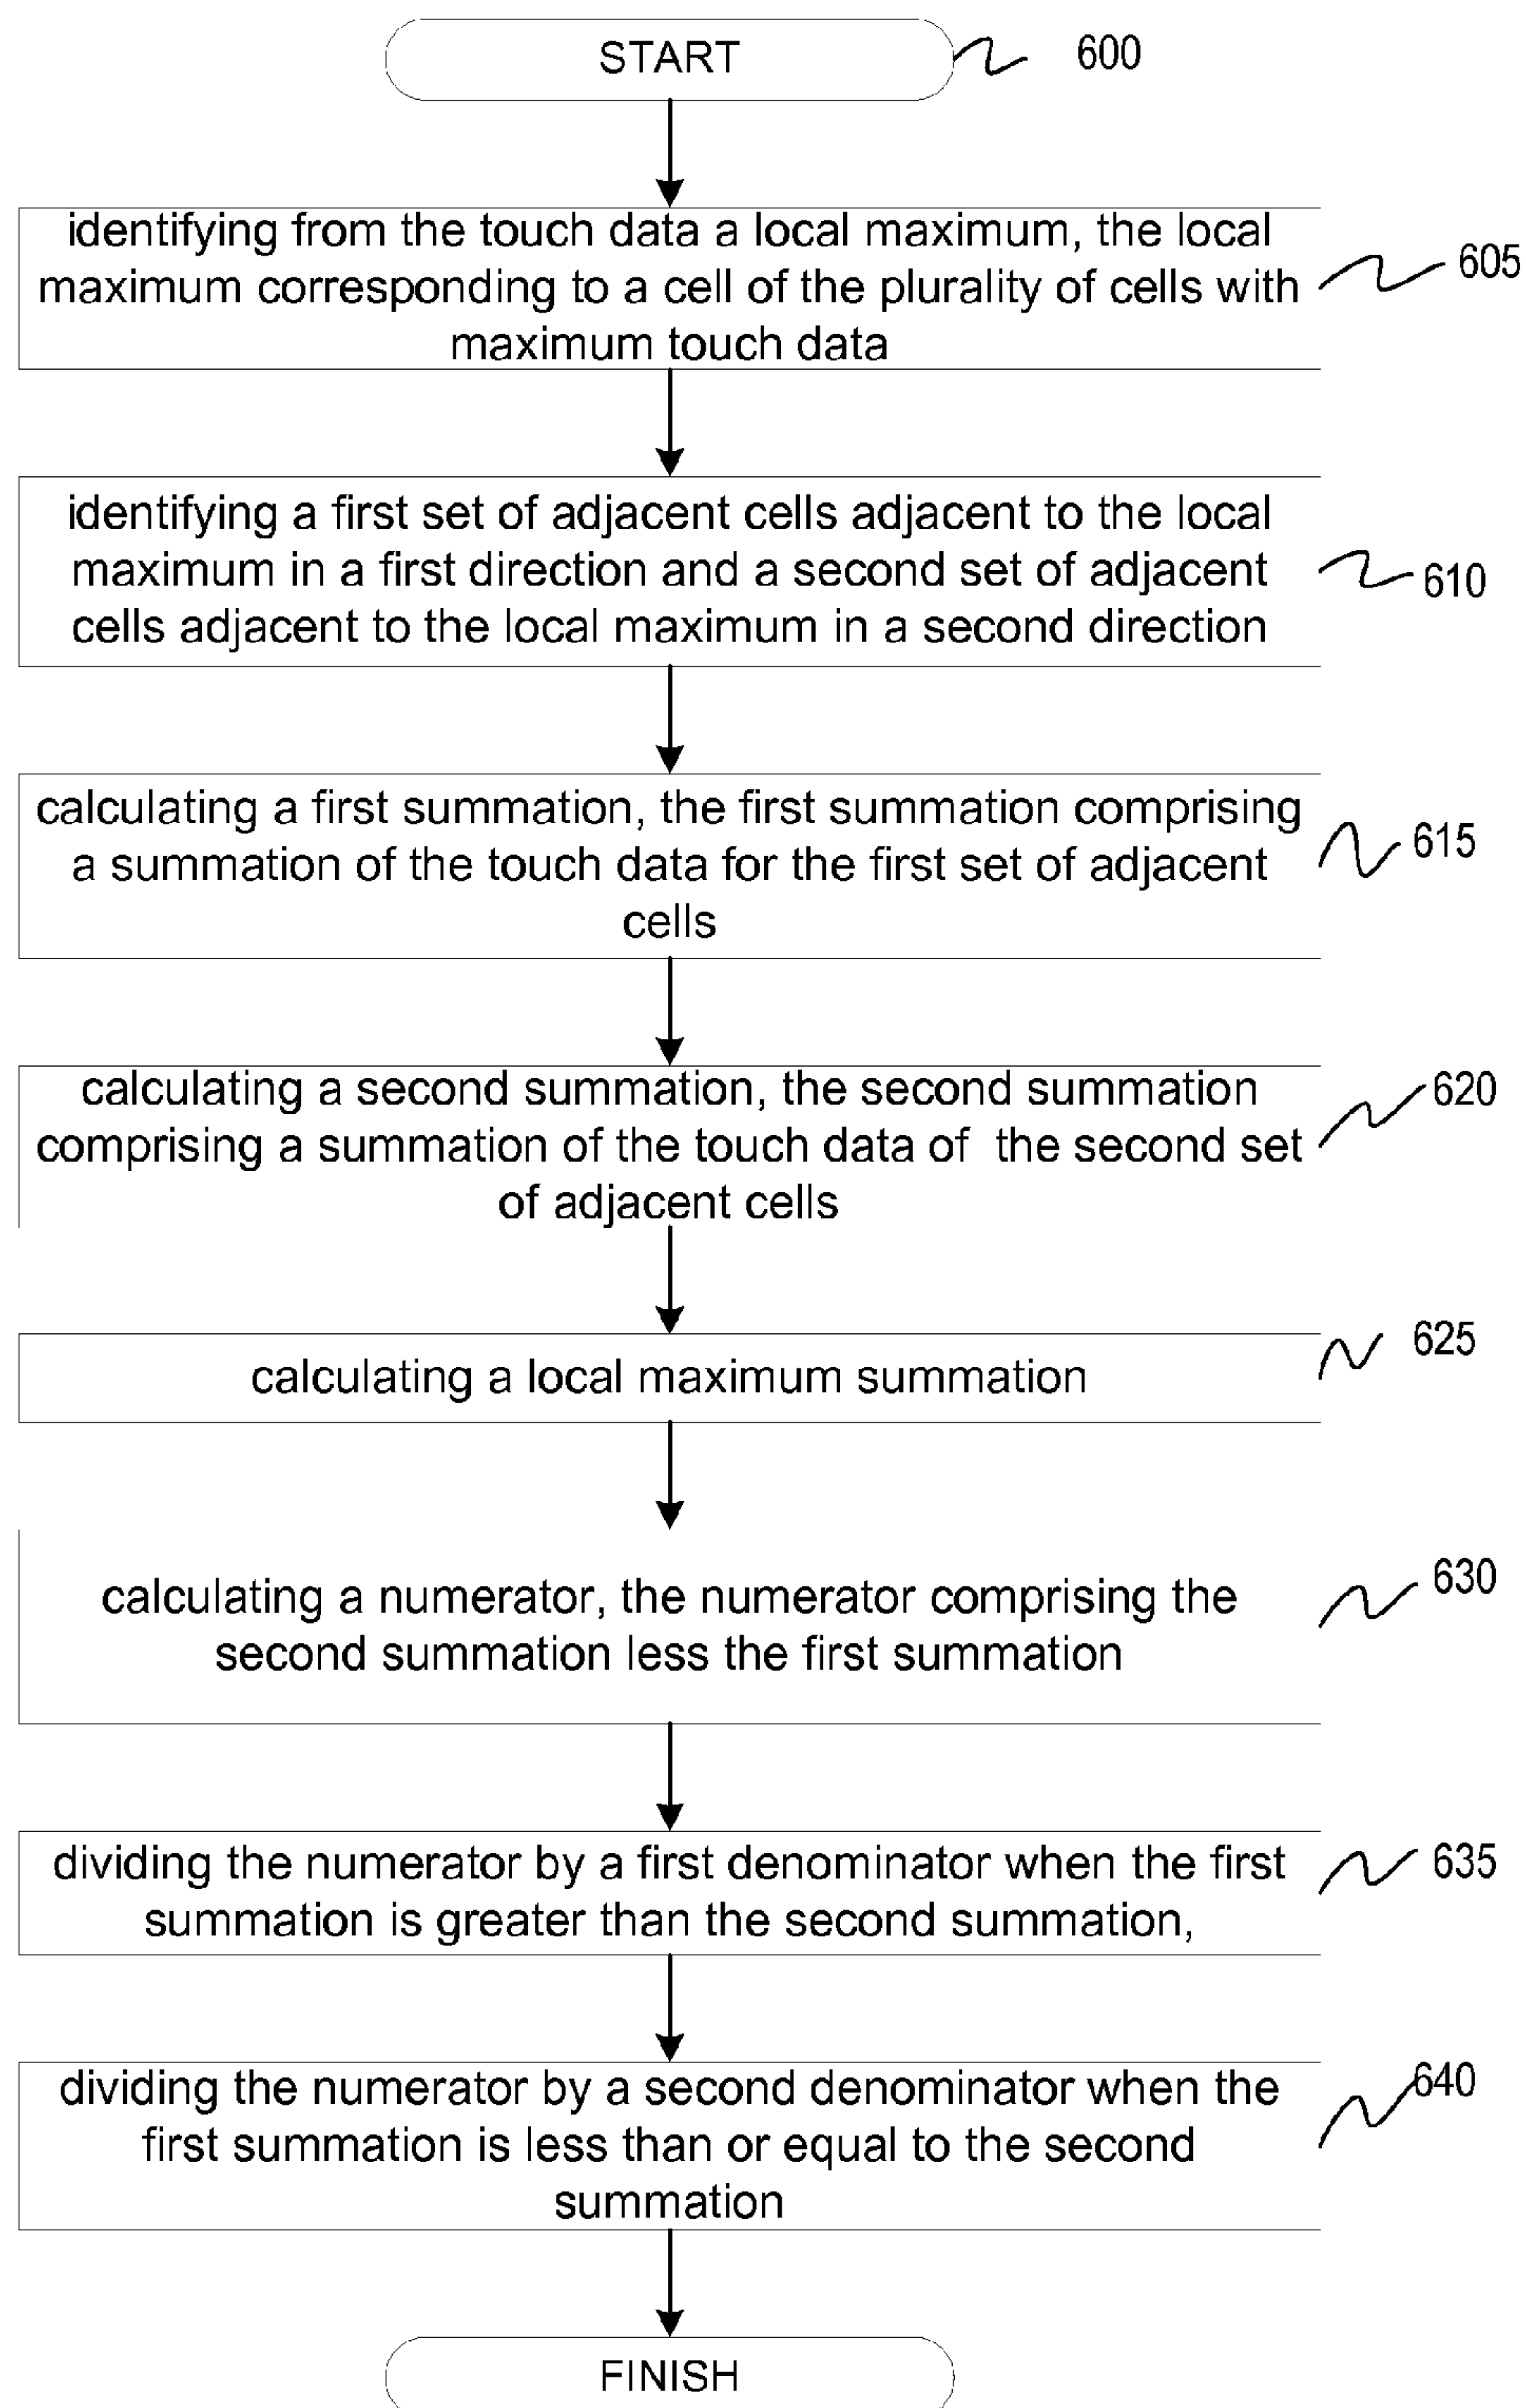 START
600
identifying from the touch data a local maximum, the local
maximum corresponding to a cell of the plurality of cells with
maximum touch data
605
identifying a first set of adjacent cells adjacent to the local
maximum in a first direction and a second set of adjacent
cells adjacent to the local maximum in a second direction
610
calculating a first summation, the first summation comprising
a summation of the touch data for the first set of adjacent
cells
615
calculating a second summation, the second summation
comprising a summation of the touch data of the second set
of adjacent cells
620
calculating a local maximum summation
625
calculating a numerator, the numerator comprising the
second summation less the first summation
630
dividing the numerator by a first denominator when the first
summation is greater than the second summation,
635
dividing the numerator by a second denominator when the
first summation is less than or equal to the second
summation
640
FINISH